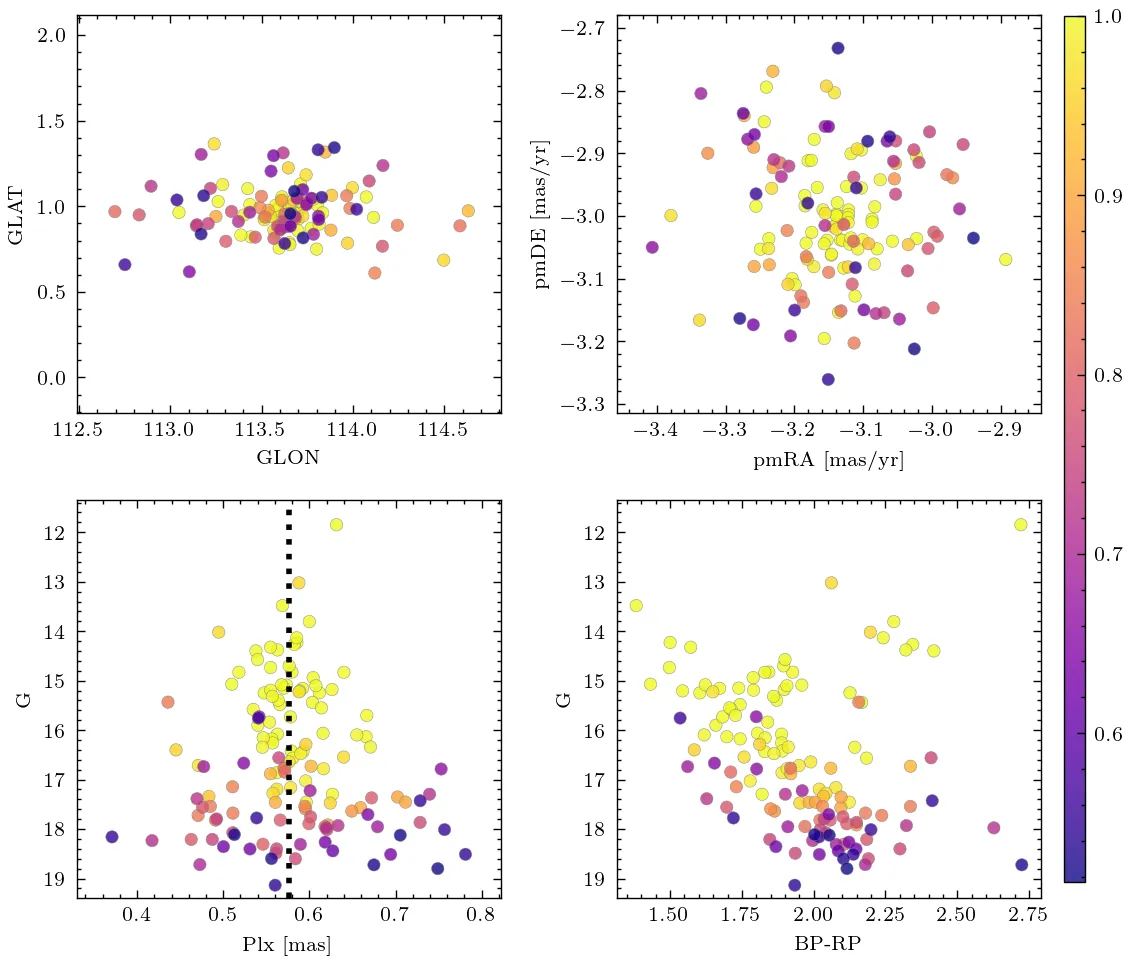 2.0
1.5
1.0
0.5
0.0
GLAT
112.5 113.0 113.5 114.0 114.5
GLON
−2.7
−2.8
−2.9
−3.0
−3.1
−3.2
−3.3
pmDE [mas/yr]
−3.4 −3.3 −3.2 −3.1 −3.0 −2.9
pmRA [mas/yr]
12
13
14
15
16
17
18
19
G
0.4 0.5 0.6 0.7 0.8
Plx [mas]
12
13
14
15
16
17
18
19
G
1.50 1.75 2.00 2.25 2.50 2.75
BP-RP
1.0
0.9
0.8
0.7
0.6